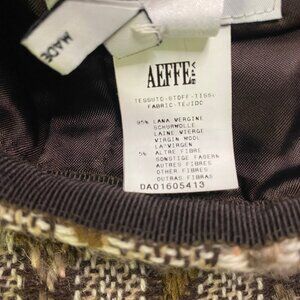 MADE
AEFFE SPA
TESSUTO-STOFF-TISSU
FABRIC-TEJIDO
95% LANA VERGINE
SCHURWOLLE
LAINE VIERGE
VIRGIN WOOL
LA.VIRGEN
5% ALTRE FIBRE
SONSTIGE FASERN
AUTRES FIBRES
OTHER FIBRES
OUTRAS FIBRAS
DA01605413